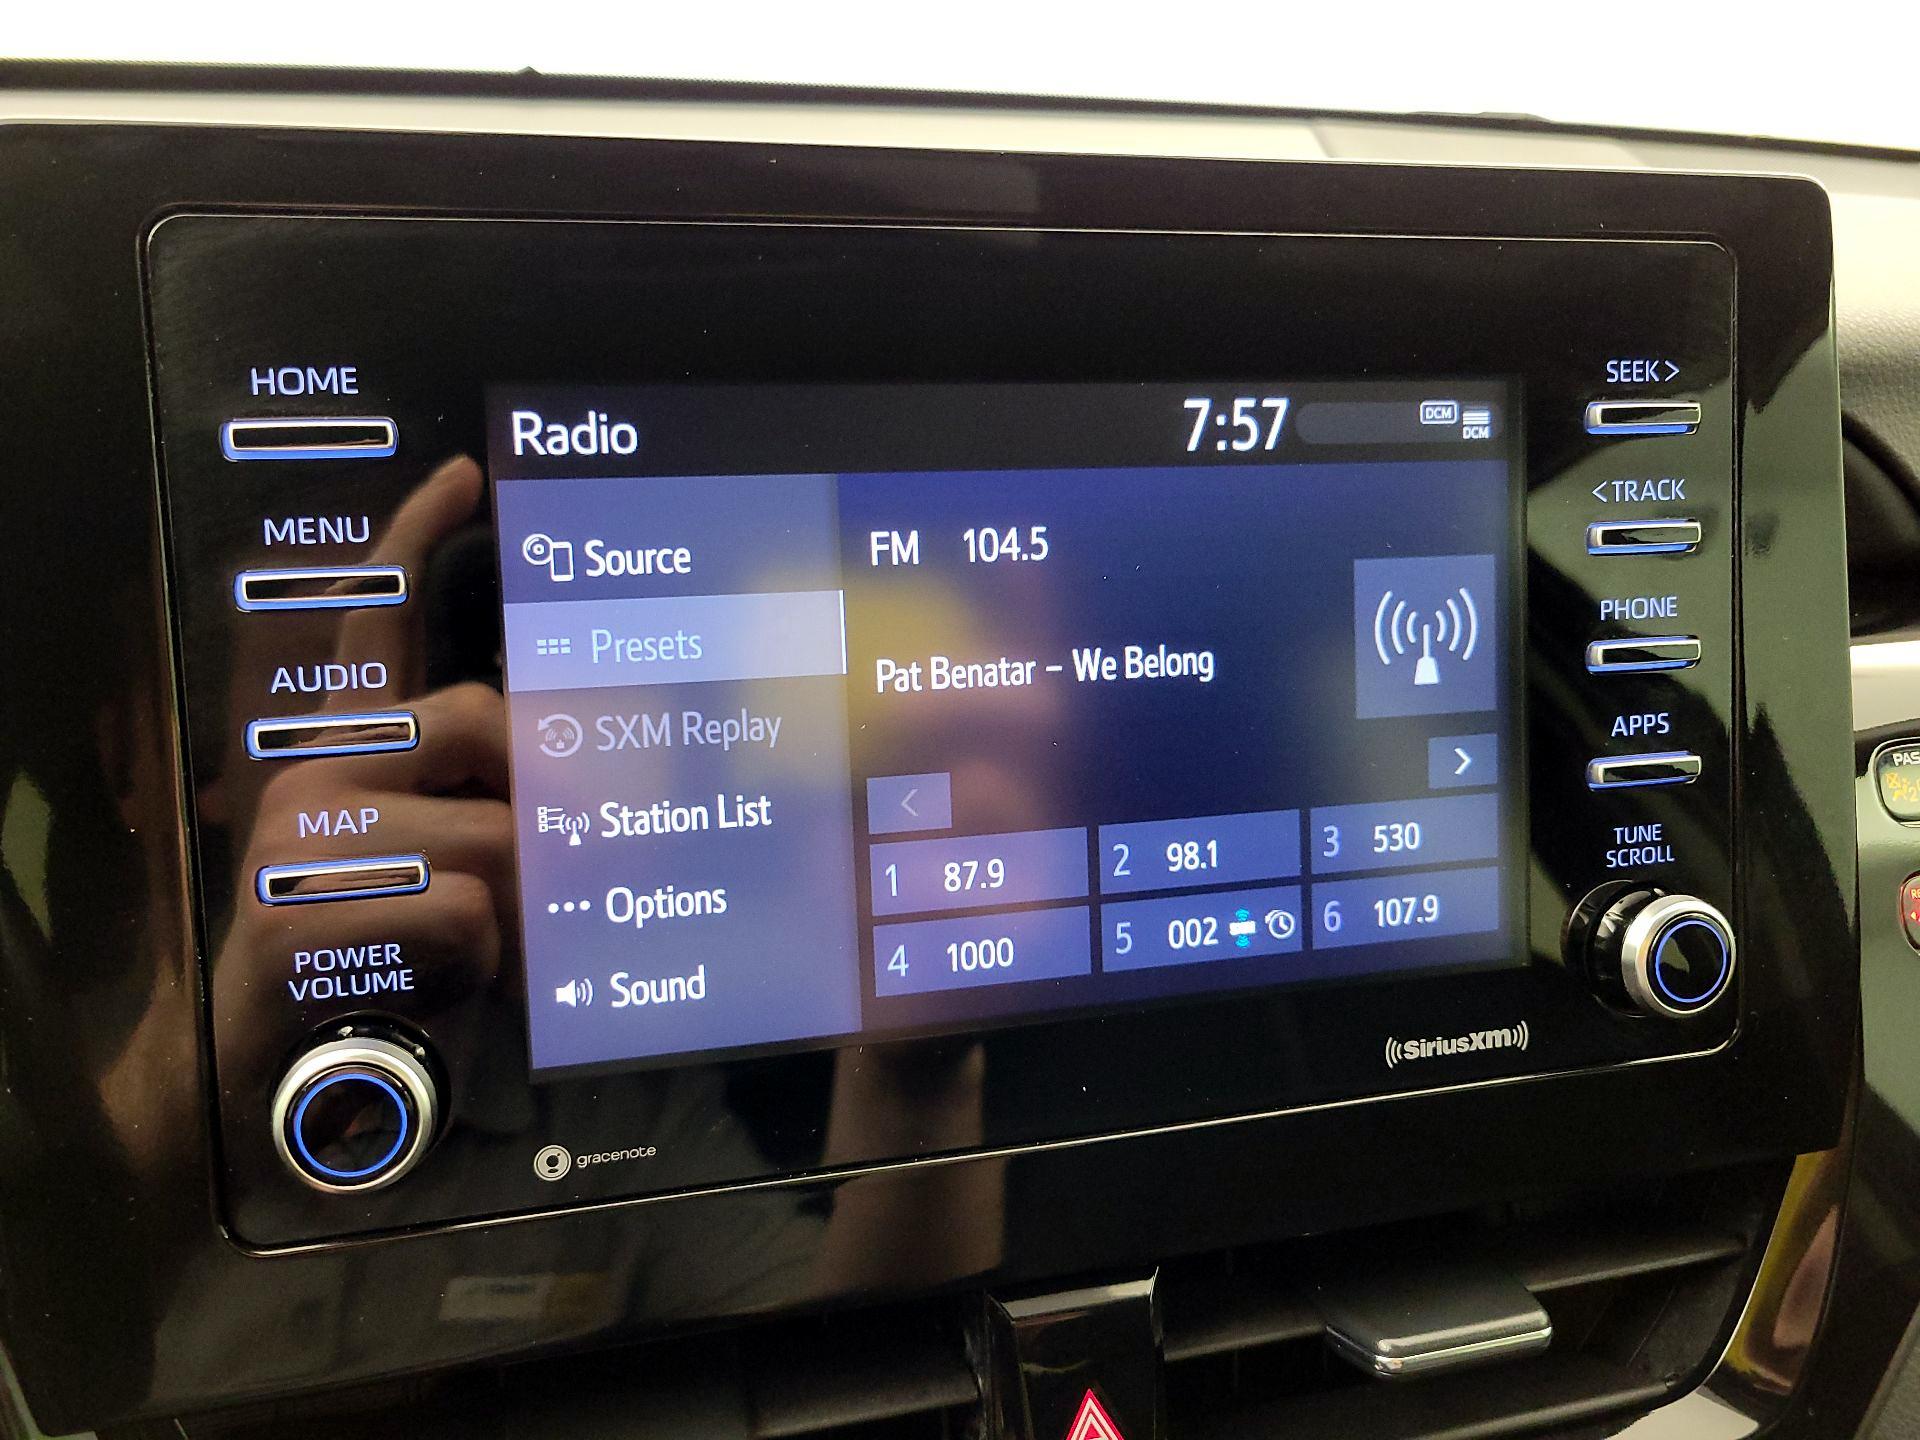 HOME
MENU
AUDIO
MAP
POWER
VOLUME
Radio
7:57
DCM
DCM
Source
Presets
SXM Replay
Station List
Options
Sound
FM 104.5
Pat Benatar – We Belong
<
>
1 87.9
2 98.1
3 530
4 1000
5 002
6 107.9
SEEK >
< TRACK
PHONE
APPS
TUNE
SCROLL
SiriusXM
gracenote
PAS